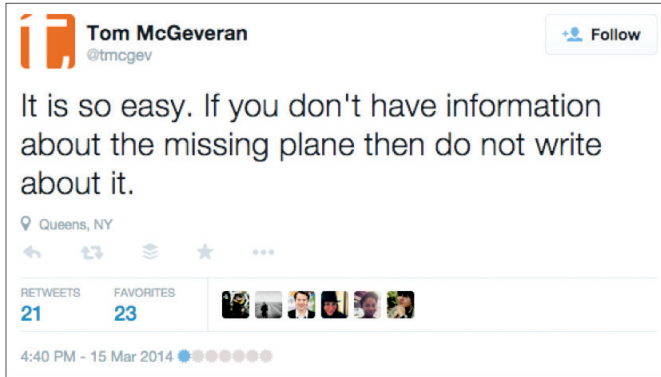 Tom McGeveran
@tmcgev
Follow
It is so easy. If you don't have information
about the missing plane then do not write
about it.
Queens, NY
RETWEETS FAVORITES
21 23
4:40 PM - 15 Mar 2014